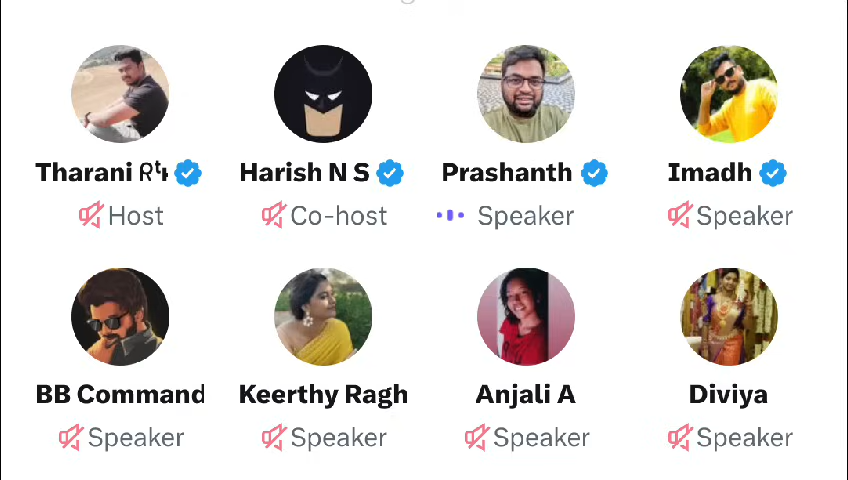 Tharani
Harish N S
Prashanth
Imadh
Host
Co-host
Speaker
Speaker
BB Command
Keerthy Ragh
Anjali A
Diviya
Speaker
Speaker
Speaker
Speaker